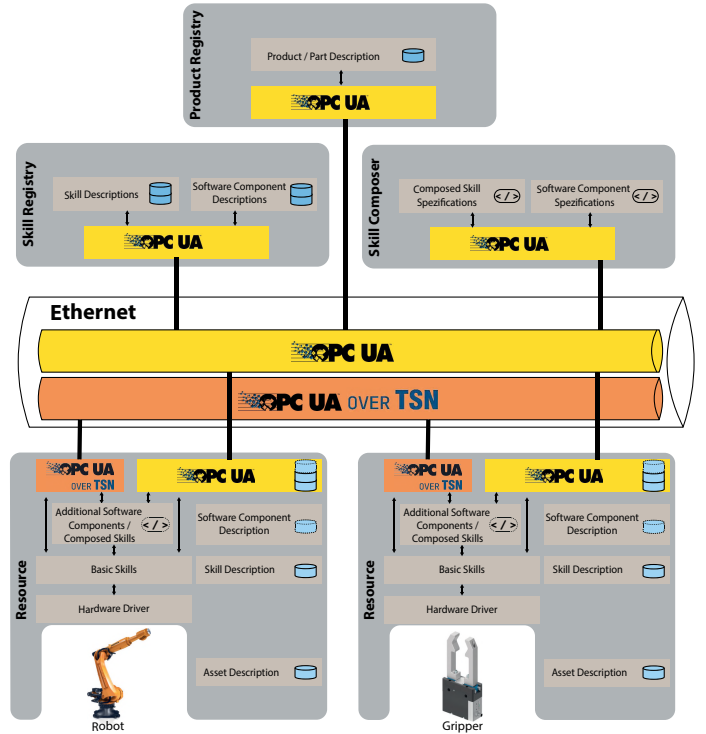 Product Registry
Product / Part Description
OPC UA
Skill Registry
Skill Descriptions
Software Component
Descriptions
OPC UA
Skill Composer
Composed Skill
Spezifications
< / >
Software Component
Spezifications
< / >
OPC UA
Ethernet
OPC UA
OPC UA OVER TSN
Resource
OPC UA
OVER TSN
OPC UA
Additional Software
Components /
Composed Skills
< / >
Software Component
Description
Basic Skills
Skill Description
Hardware Driver
Asset Description
Robot
Resource
OPC UA
OVER TSN
OPC UA
Additional Software
Components /
Composed Skills
< / >
Software Component
Description
Basic Skills
Skill Description
Hardware Driver
Asset Description
Gripper